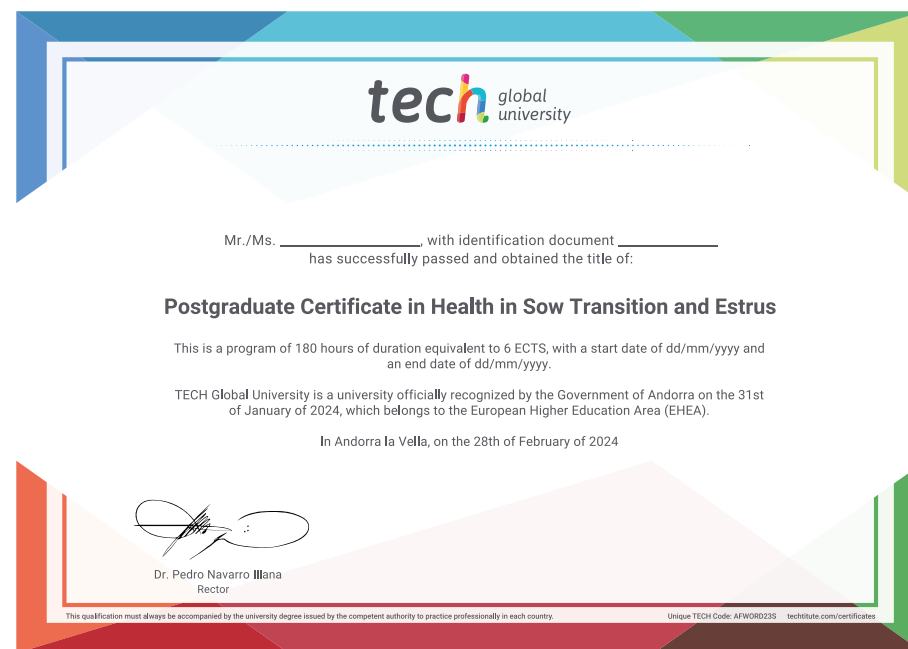 tech global university
Mr./Ms. ____________________, with identification document ______________
has successfully passed and obtained the title of:
Postgraduate Certificate in Health in Sow Transition and Estrus
This is a program of 180 hours of duration equivalent to 6 ECTS, with a start date of dd/mm/yyyy and
an end date of dd/mm/yyyy.
TECH Global University is a university officially recognized by the Government of Andorra on the 31st
of January of 2024, which belongs to the European Higher Education Area (EHEA).
In Andorra la Vella, on the 28th of February of 2024
Dr. Pedro Navarro Illana
Rector
This qualification must always be accompanied by the university degree issued by the competent authority to practice professionally in each country.
Unique TECH Code: AFWORD23S techtitute.com/certificates